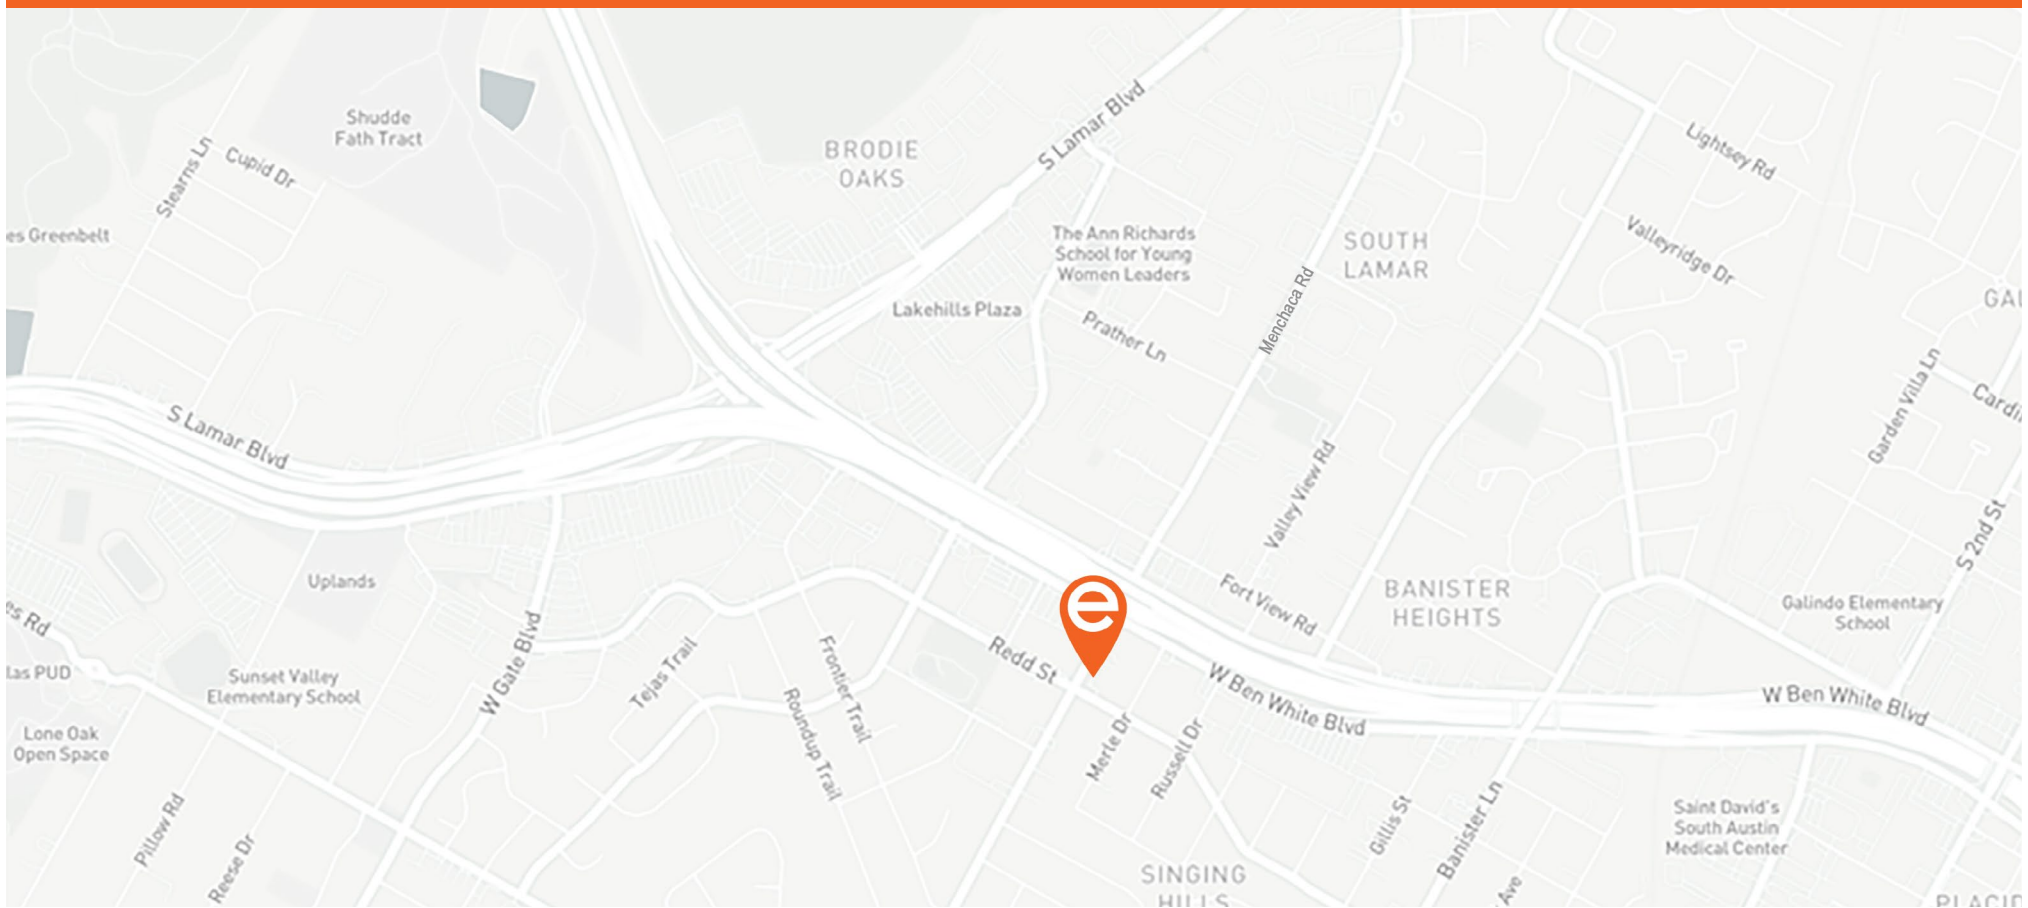 Shudde
Fath Tract
Stearns Ln
Cupid Dr
es Greenbelt
BRODIE
OAKS
S Lamar Blvd
The Ann Richards
School for Young
Women Leaders
Lakehills Plaza
Prather Ln
Menchaca Rd
SOUTH
LAMAR
Lightsey Rd
Valleyridge Dr
GAL
Garden Villa Ln
Cardi
S Lamar Blvd
Valley View Rd
S 2nd St
Uplands
Fort View Rd
BANISTER
HEIGHTS
Galindo Elementary
School
es Rd
las PUD
Sunset Valley
Elementary School
W Gate Blvd
Tejas Trail
Frontier Trail
Roundup Trail
e
Redd St
W Ben White Blvd
W Ben White Blvd
Lone Oak
Open Space
Merle Dr
Russell Dr
Pillow Rd
Reese Dr
Gillis St
Banister Ln
Saint David's
South Austin
Medical Center
SINGING
HILLS
Ave
PLACID